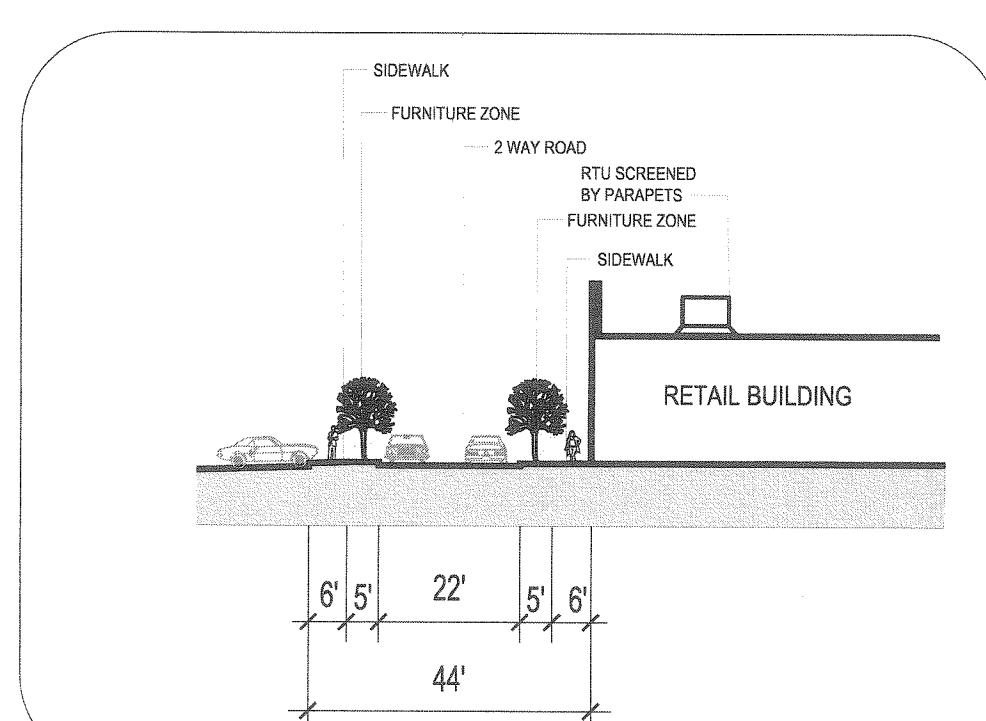 SIDEWALK
FURNITURE ZONE
2 WAY ROAD
RTU SCREENED
BY PARAPETS
FURNITURE ZONE
SIDEWALK
RETAIL BUILDING
6' 5' 22' 5' 6'
44'